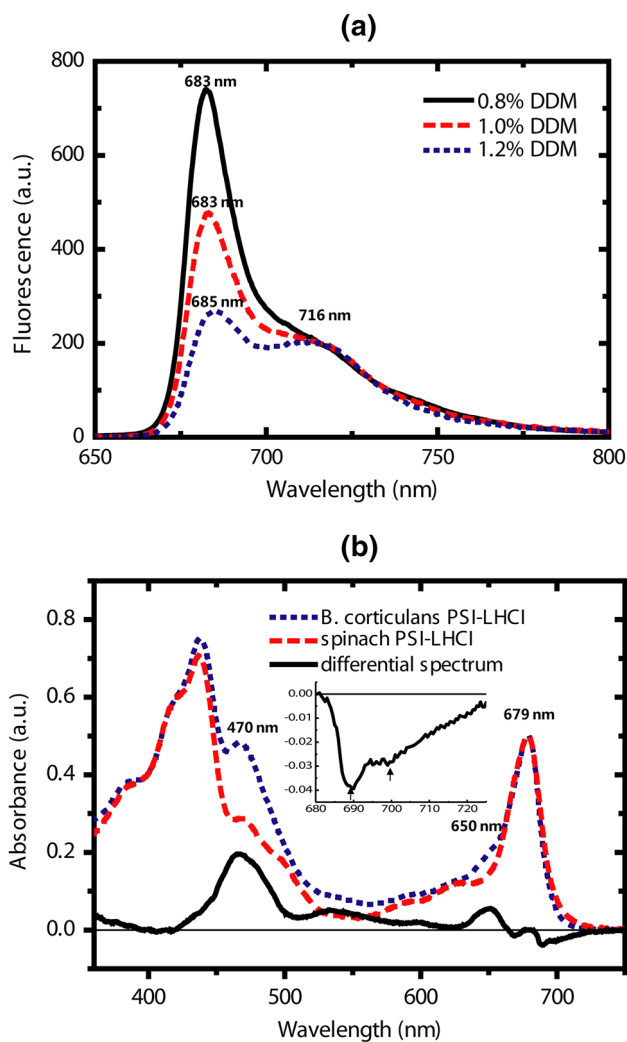 (a)
800
600
400
200
0
Fluorescence (a.u.)
683 nm
683 nm
685 nm
716 nm
0.8% DDM
1.0% DDM
1.2% DDM
650
700
750
800
Wavelength (nm)
(b)
0.8
0.6
0.4
0.2
0.0
Absorbance (a.u.)
B. corticulans PSI-LHCI
spinach PSI-LHCI
differential spectrum
470 nm
679 nm
650 nm
0.00
-0.01
-0.02
-0.03
-0.04
680
690
700
710
720
400
500
600
700
Wavelength (nm)